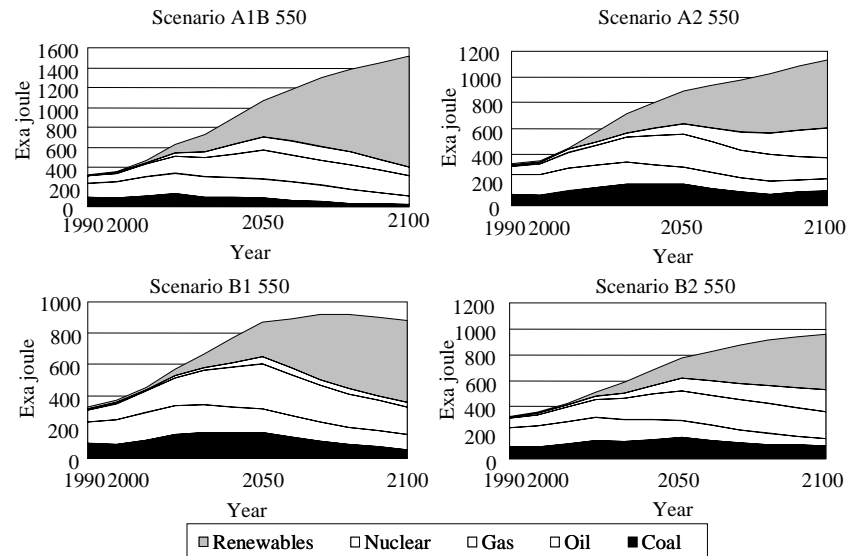 Scenario A1B 550
Exa joule
1600
1400
1200
1000
800
600
400
200
0
1990 2000 2050 2100
Year
Scenario A2 550
Exa joule
1200
1000
800
600
400
200
0
1990 2000 2050 2100
Year
Scenario B1 550
Exa joule
1000
800
600
400
200
0
1990 2000 2050 2100
Year
Scenario B2 550
Exa joule
1200
1000
800
600
400
200
0
1990 2000 2050 2100
Year
Renewables Nuclear Gas Oil Coal